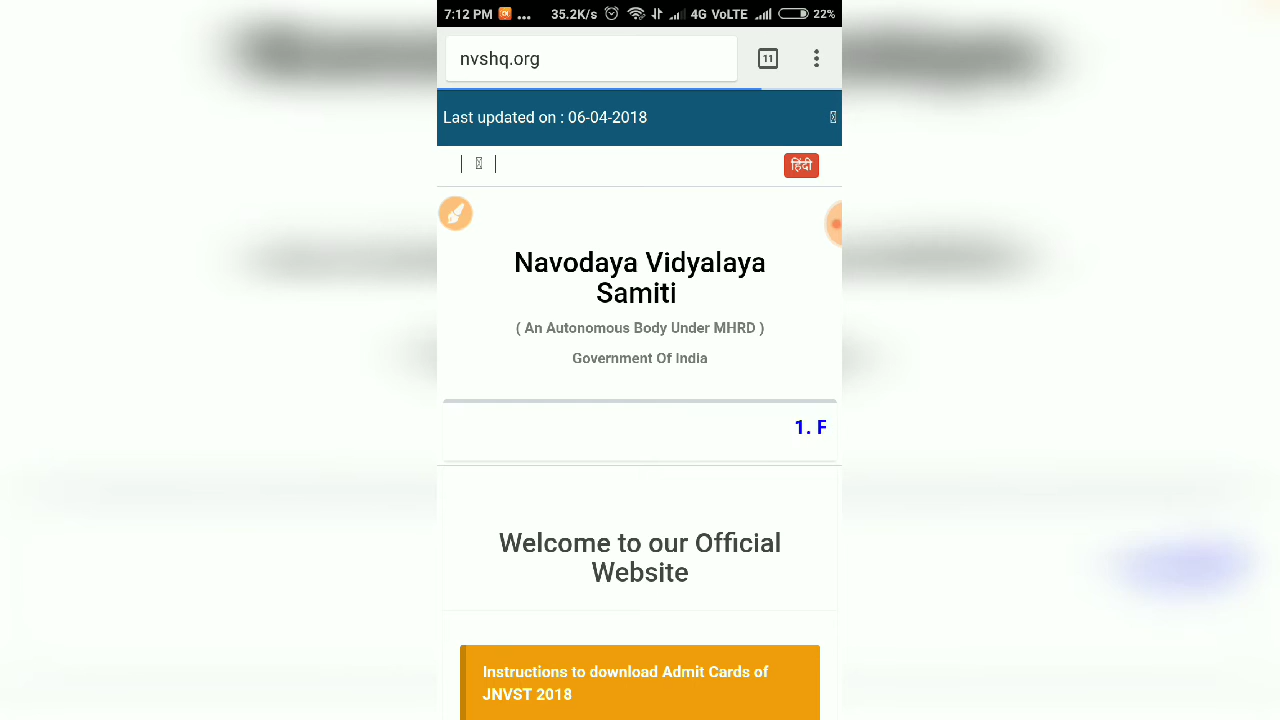 7:12 PM ... 35.2K/s 4G VoLTE 22%
nvshq.org 11
Last updated on : 06-04-2018
| |
हिंदी
Navodaya Vidyalaya
Samiti
( An Autonomous Body Under MHRD )
Government Of India
1. F
Welcome to our Official
Website
Instructions to download Admit Cards of
JNVST 2018